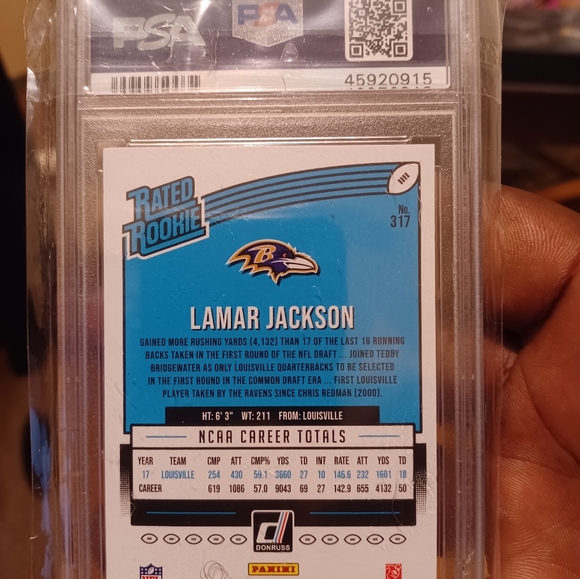 PSA PSA
45920915
RATED
ROOKIE
No.
317
B
LAMAR JACKSON
GAINED MORE RUSHING YARDS (4,132) THAN 17 OF THE LAST 18 RUNNING
BACKS TAKEN IN THE FIRST ROUND OF THE NFL DRAFT ... JOINED TEDDY
BRIDGEWATER AS ONLY LOUISVILLE QUARTERBACKS TO BE SELECTED
IN THE FIRST ROUND IN THE COMMON DRAFT ERA ... FIRST LOUISVILLE
PLAYER TAKEN BY THE RAVENS SINCE CHRIS REDMAN (2000).
HT: 6' 3" WT: 211 FROM: LOUISVILLE
NCAA CAREER TOTALS
YEAR TEAM CMP ATT CMP% YDS TD INT RATE ATT YDS TD
17 LOUISVILLE 254 430 59.1 3660 27 10 146.6 232 1601 18
CAREER 619 1086 57.0 9043 69 27 142.9 655 4132 50
d
DONRUSS
NFL PANINI